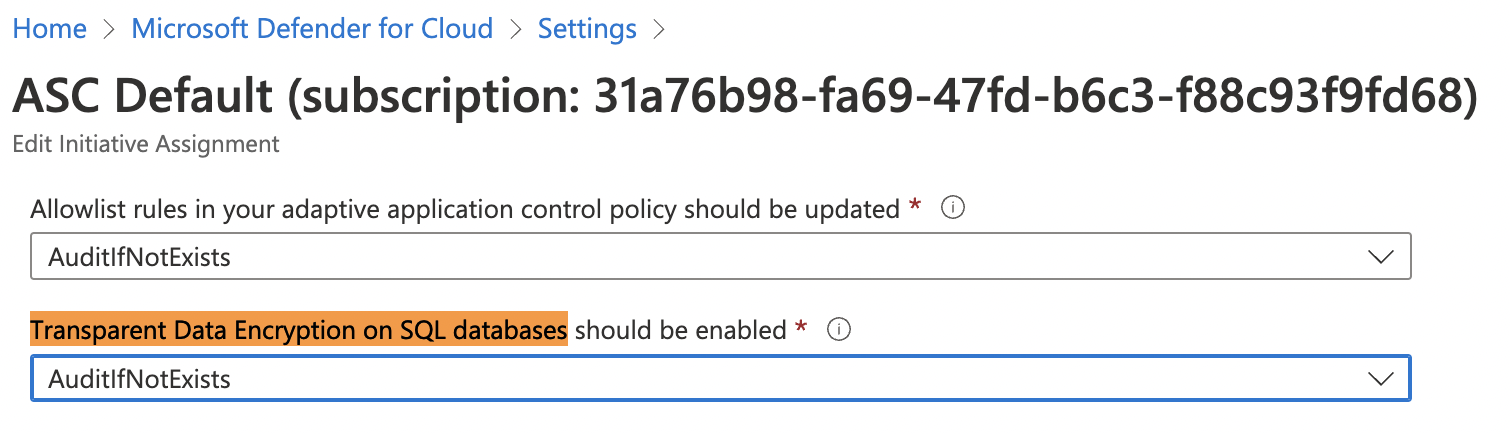 Home > Microsoft Defender for Cloud > Settings >
ASC Default (subscription: 31a76b98-fa69-47fd-b6c3-f88c93f9fd68)
Edit Initiative Assignment
Allowlist rules in your adaptive application control policy should be updated *
AuditIfNotExists
Transparent Data Encryption on SQL databases should be enabled *
AuditIfNotExists